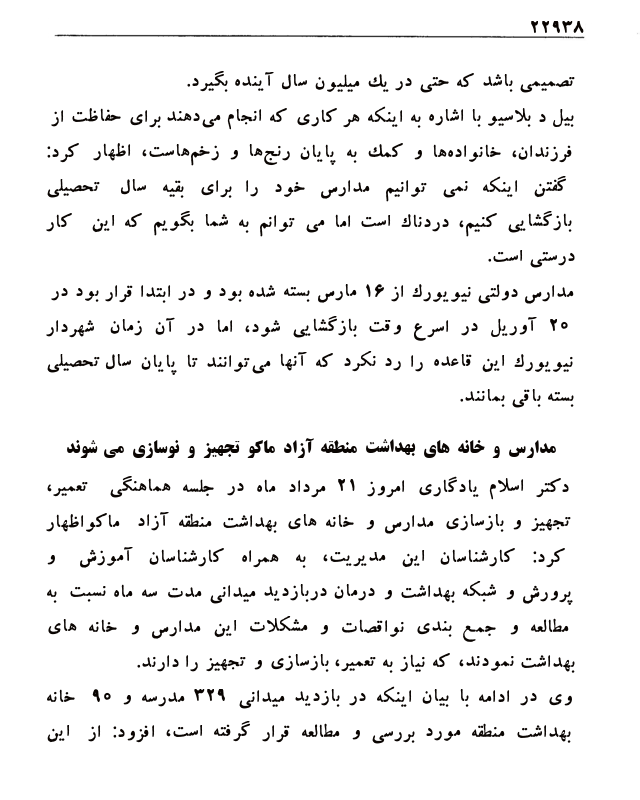 ۲۲۹۳۸
تصمیمی باشد که حتی در یك میلیون سال آینده بگیرد.
بیل د بلاسیو با اشاره به اینکه هر کاری که انجام می‌دهند برای حفاظت از
فرزندان، خانواده‌ها و کمك به پایان رنج‌ها و زخم‌هاست، اظهار کرد:
گفتن اینکه نمی توانیم مدارس خود را برای بقیه سال تحصیلی
بازگشایی کنیم، دردناك است اما می توانم به شما بگویم که این کار
درستی است.
مدارس دولتی نیویورك از ۱۶ مارس بسته شده بود و در ابتدا قرار بود در
۲۰ آوریل در اسرع وقت بازگشایی شود، اما در آن زمان شهردار
نیویورك این قاعده را رد نکرد که آنها می‌توانند تا پایان سال تحصیلی
بسته باقی بمانند.
مدارس و خانه های بهداشت منطقه آزاد ماکو تجهیز و نوسازی می شوند
دکتر اسلام یادگاری امروز ۲۱ مرداد ماه در جلسه هماهنگی تعمیر،
تجهیز و بازسازی مدارس و خانه های بهداشت منطقه آزاد ماکواظهار
کرد: کارشناسان این مدیریت، به همراه کارشناسان آموزش و
پرورش و شبکه بهداشت و درمان دربازدید میدانی مدت سه ماه نسبت به
مطالعه و جمع بندی نواقصات و مشکلات این مدارس و خانه های
بهداشت نمودند، که نیاز به تعمیر، بازسازی و تجهیز را دارند.
وی در ادامه با بیان اینکه در بازدید میدانی ۳۲۹ مدرسه و ۹۰ خانه
بهداشت منطقه مورد بررسی و مطالعه قرار گرفته است، افزود: از این